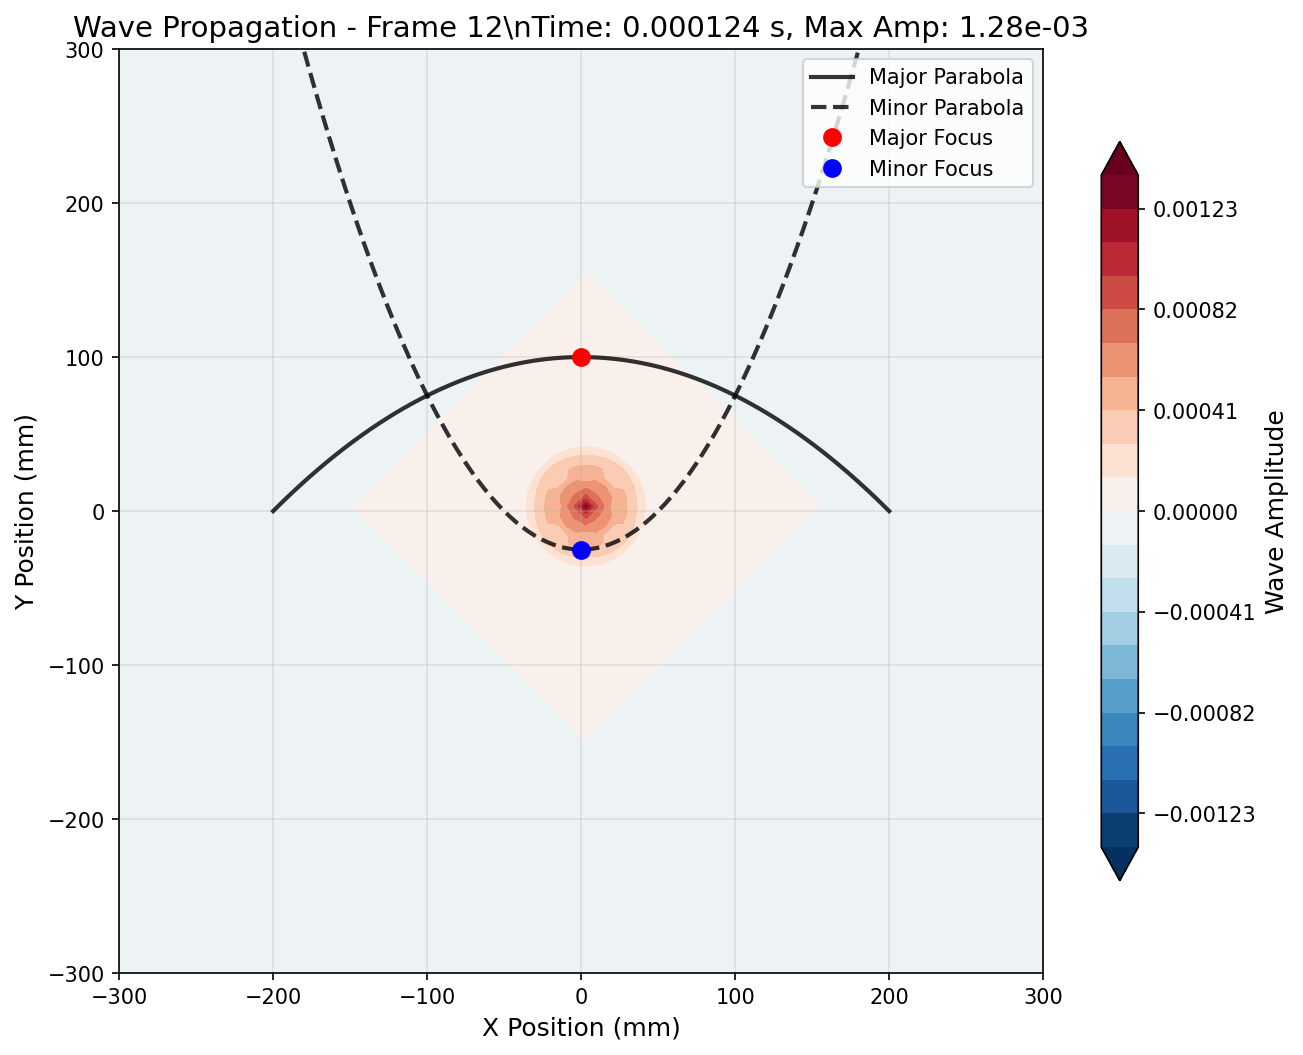 Wave Propagation - Frame 12\nTime: 0.000124 s, Max Amp: 1.28e-03
Major Parabola
Minor Parabola
Major Focus
Minor Focus
300
200
100
0
−100
−200
−300
Y Position (mm)
−300
−200
−100
0
100
200
300
X Position (mm)
0.00123
0.00082
0.00041
0.00000
−0.00041
−0.00082
−0.00123
Wave Amplitude